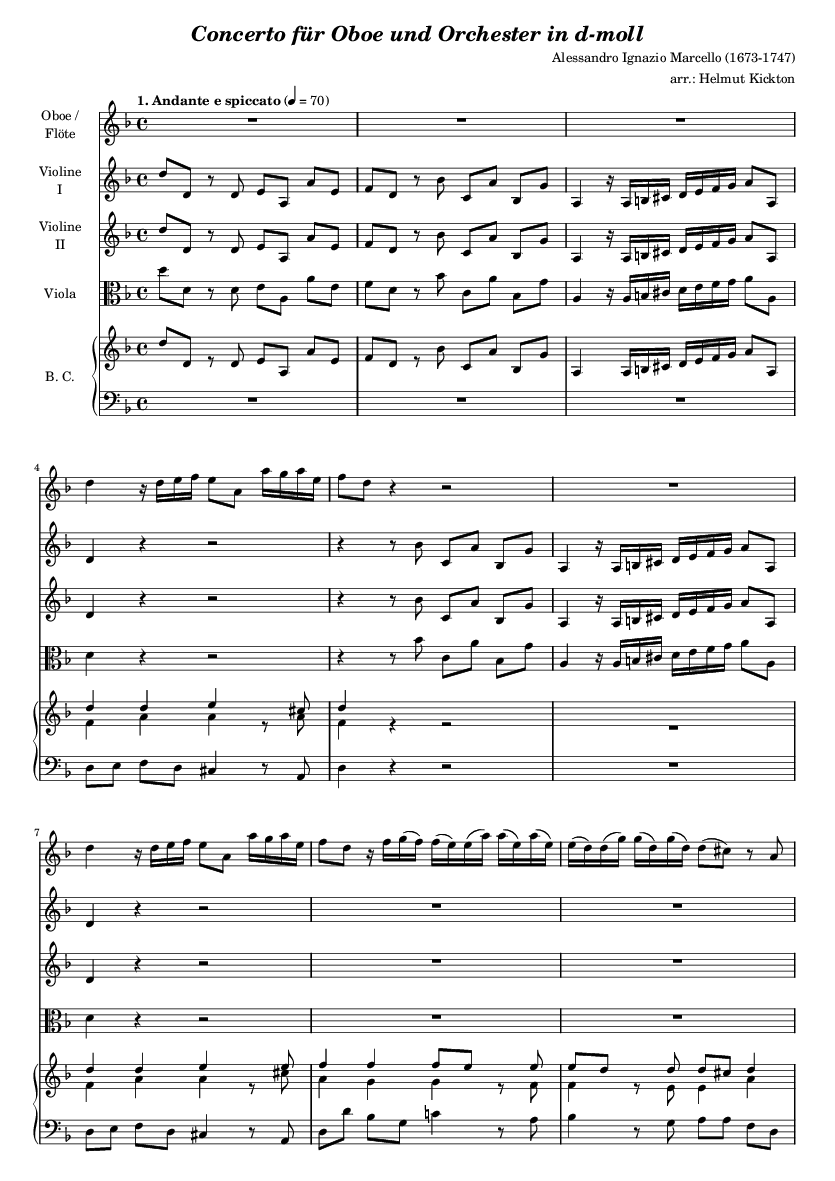 Concerto für Oboe und Orchester in d-moll
Alessandro Ignazio Marcello (1673-1747)
arr.: Helmut Kickton
1. Andante e spiccato (♩ = 70)
Oboe /
Flöte
Violine
I
Violine
II
Viola
B. C.
4
7